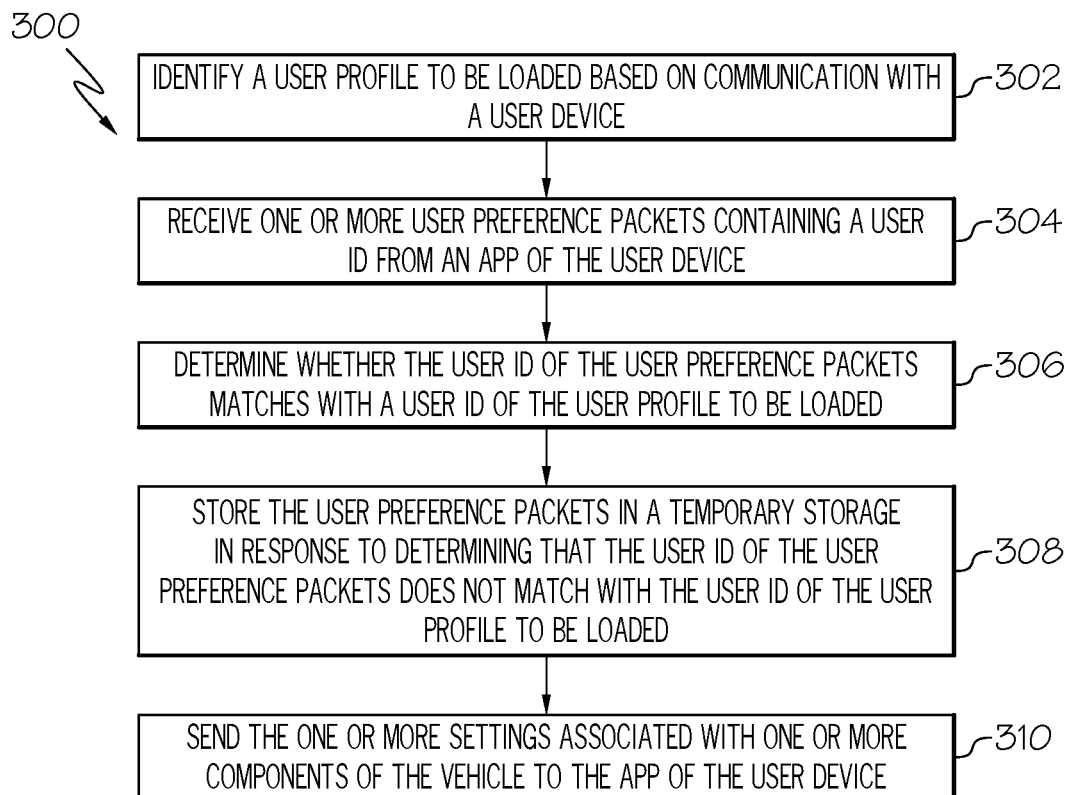 300
IDENTIFY A USER PROFILE TO BE LOADED BASED ON COMMUNICATION WITH
A USER DEVICE
302
RECEIVE ONE OR MORE USER PREFERENCE PACKETS CONTAINING A USER
ID FROM AN APP OF THE USER DEVICE
304
DETERMINE WHETHER THE USER ID OF THE USER PREFERENCE PACKETS
MATCHES WITH A USER ID OF THE USER PROFILE TO BE LOADED
306
STORE THE USER PREFERENCE PACKETS IN A TEMPORARY STORAGE
IN RESPONSE TO DETERMINING THAT THE USER ID OF THE USER
PREFERENCE PACKETS DOES NOT MATCH WITH THE USER ID OF THE USER
PROFILE TO BE LOADED
308
SEND THE ONE OR MORE SETTINGS ASSOCIATED WITH ONE OR MORE
COMPONENTS OF THE VEHICLE TO THE APP OF THE USER DEVICE
310